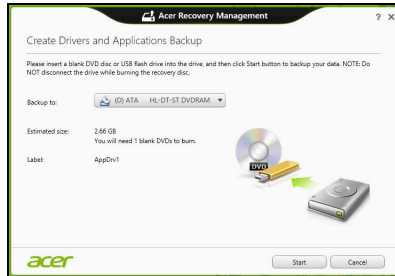 Acer Recovery Management
? X
Create Drivers and Applications Backup
Please insert a blank DVD disc or USB flash drive into the drive, and then click Start button to backup your data. NOTE: Do
NOT disconnect the drive while burning the recovery disc.
Backup to: (D) ATA HL-DT-ST DVDRAM
Estimated size: 2.66 GB
You will need 1 blank DVDs to burn.
Label: AppDrv1
DVD
acer
Start Cancel